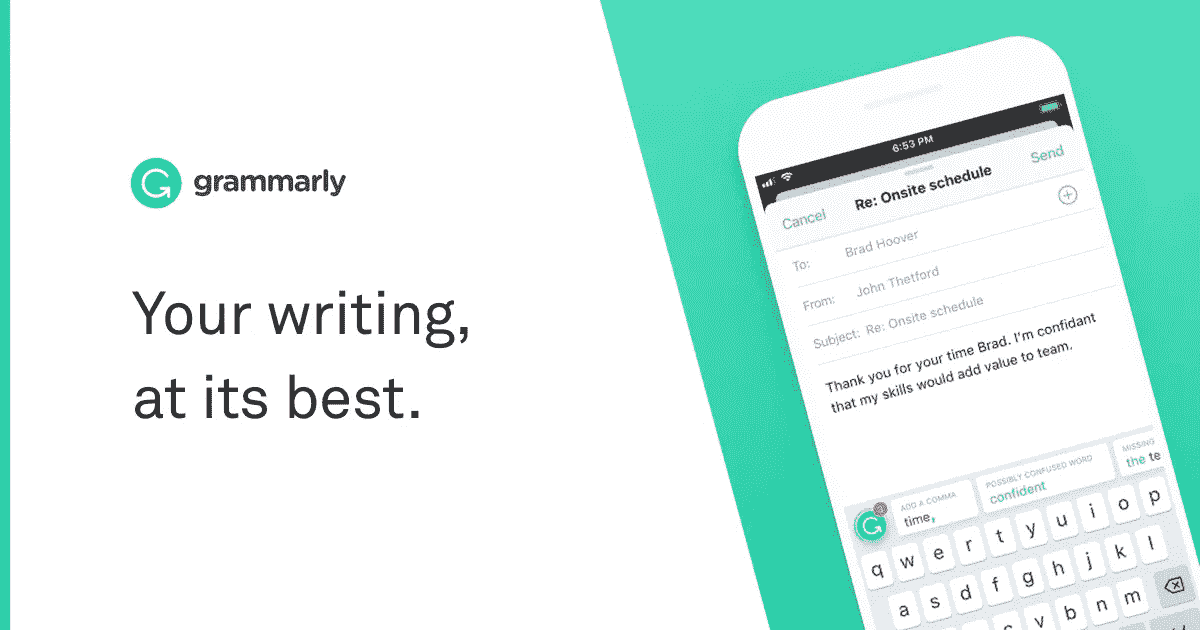 grammarly
Your writing,
at its best.
6:53 PM
Cancel
Re: Onsite schedule
Send
To: Brad Hoover
From: John Thetford
Subject: Re: Onsite schedule
Thank you for your time Brad. I'm confidant
that my skills would add value to team.
3
ADD A COMMA
time,
POSSIBLY CONFUSED WORD
confident
MISSING
the te
q w e r t y u i o p
a s d f g h j k l
c v b n m